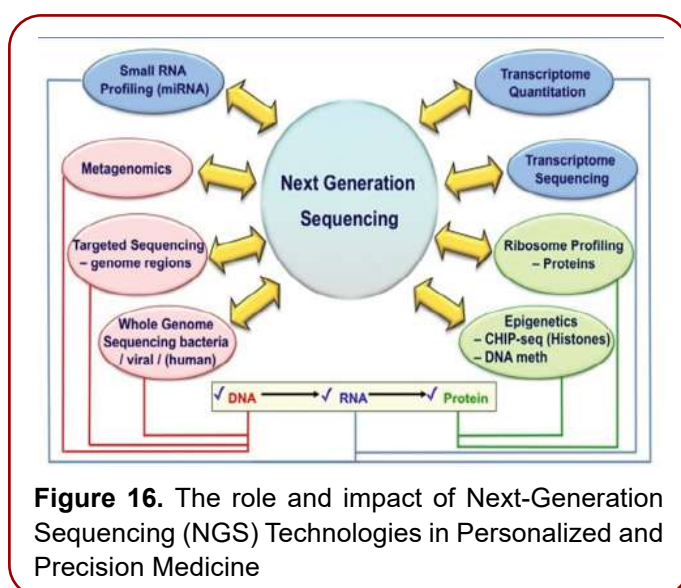 Small RNA
Profiling (miRNA)
Transcriptome
Quantitation
Metagenomics
Next Generation
Sequencing
Transcriptome
Sequencing
Targeted Sequencing
– genome regions
Ribosome Profiling
– Proteins
Whole Genome
Sequencing bacteria
/ viral / (human)
Epigenetics
– CHIP-seq (Histones)
– DNA meth
✓ DNA ✓ RNA ✓ Protein
Figure 16. The role and impact of Next-Generation
Sequencing (NGS) Technologies in Personalized and
Precision Medicine